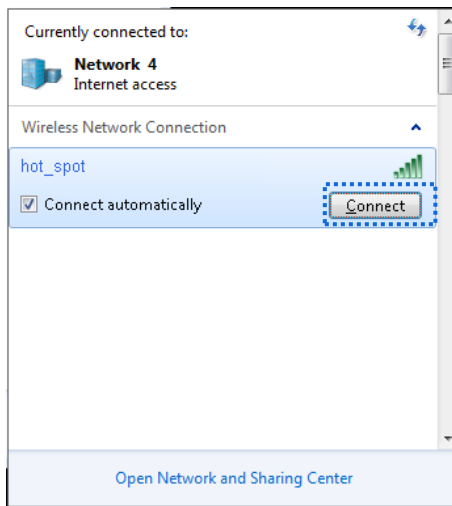 Currently connected to:
Network 4
Internet access
Wireless Network Connection
hot_spot
Connect automatically
Connect
Open Network and Sharing Center